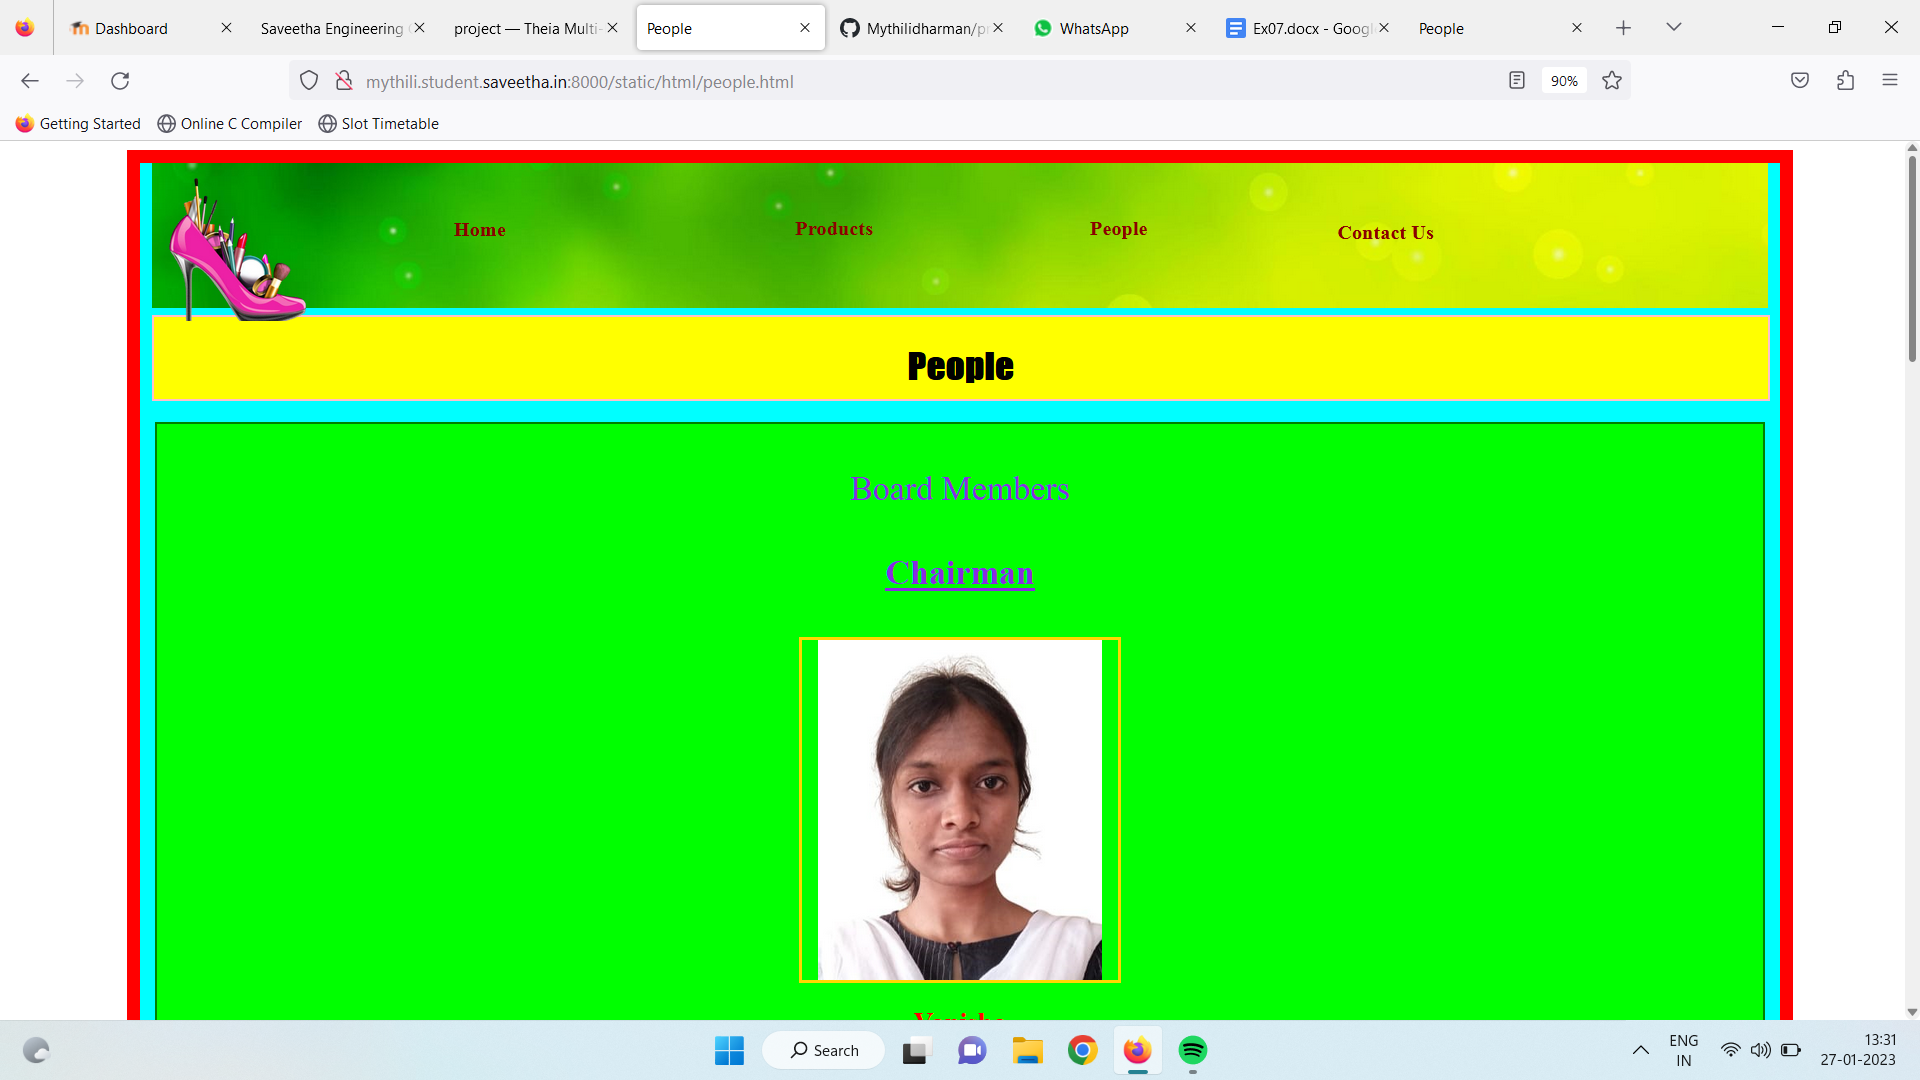 Dashboard
Saveetha Engineering
project — Theia Multi-
People
Mythilidharman/pr
WhatsApp
Ex07.docx - Google
People
mythili.student.saveetha.in:8000/static/html/people.html
90%
Getting Started
Online C Compiler
Slot Timetable
Home
Products
People
Contact Us
People
Board Members
Chairman
Search
ENG
IN
13:31
27-01-2023